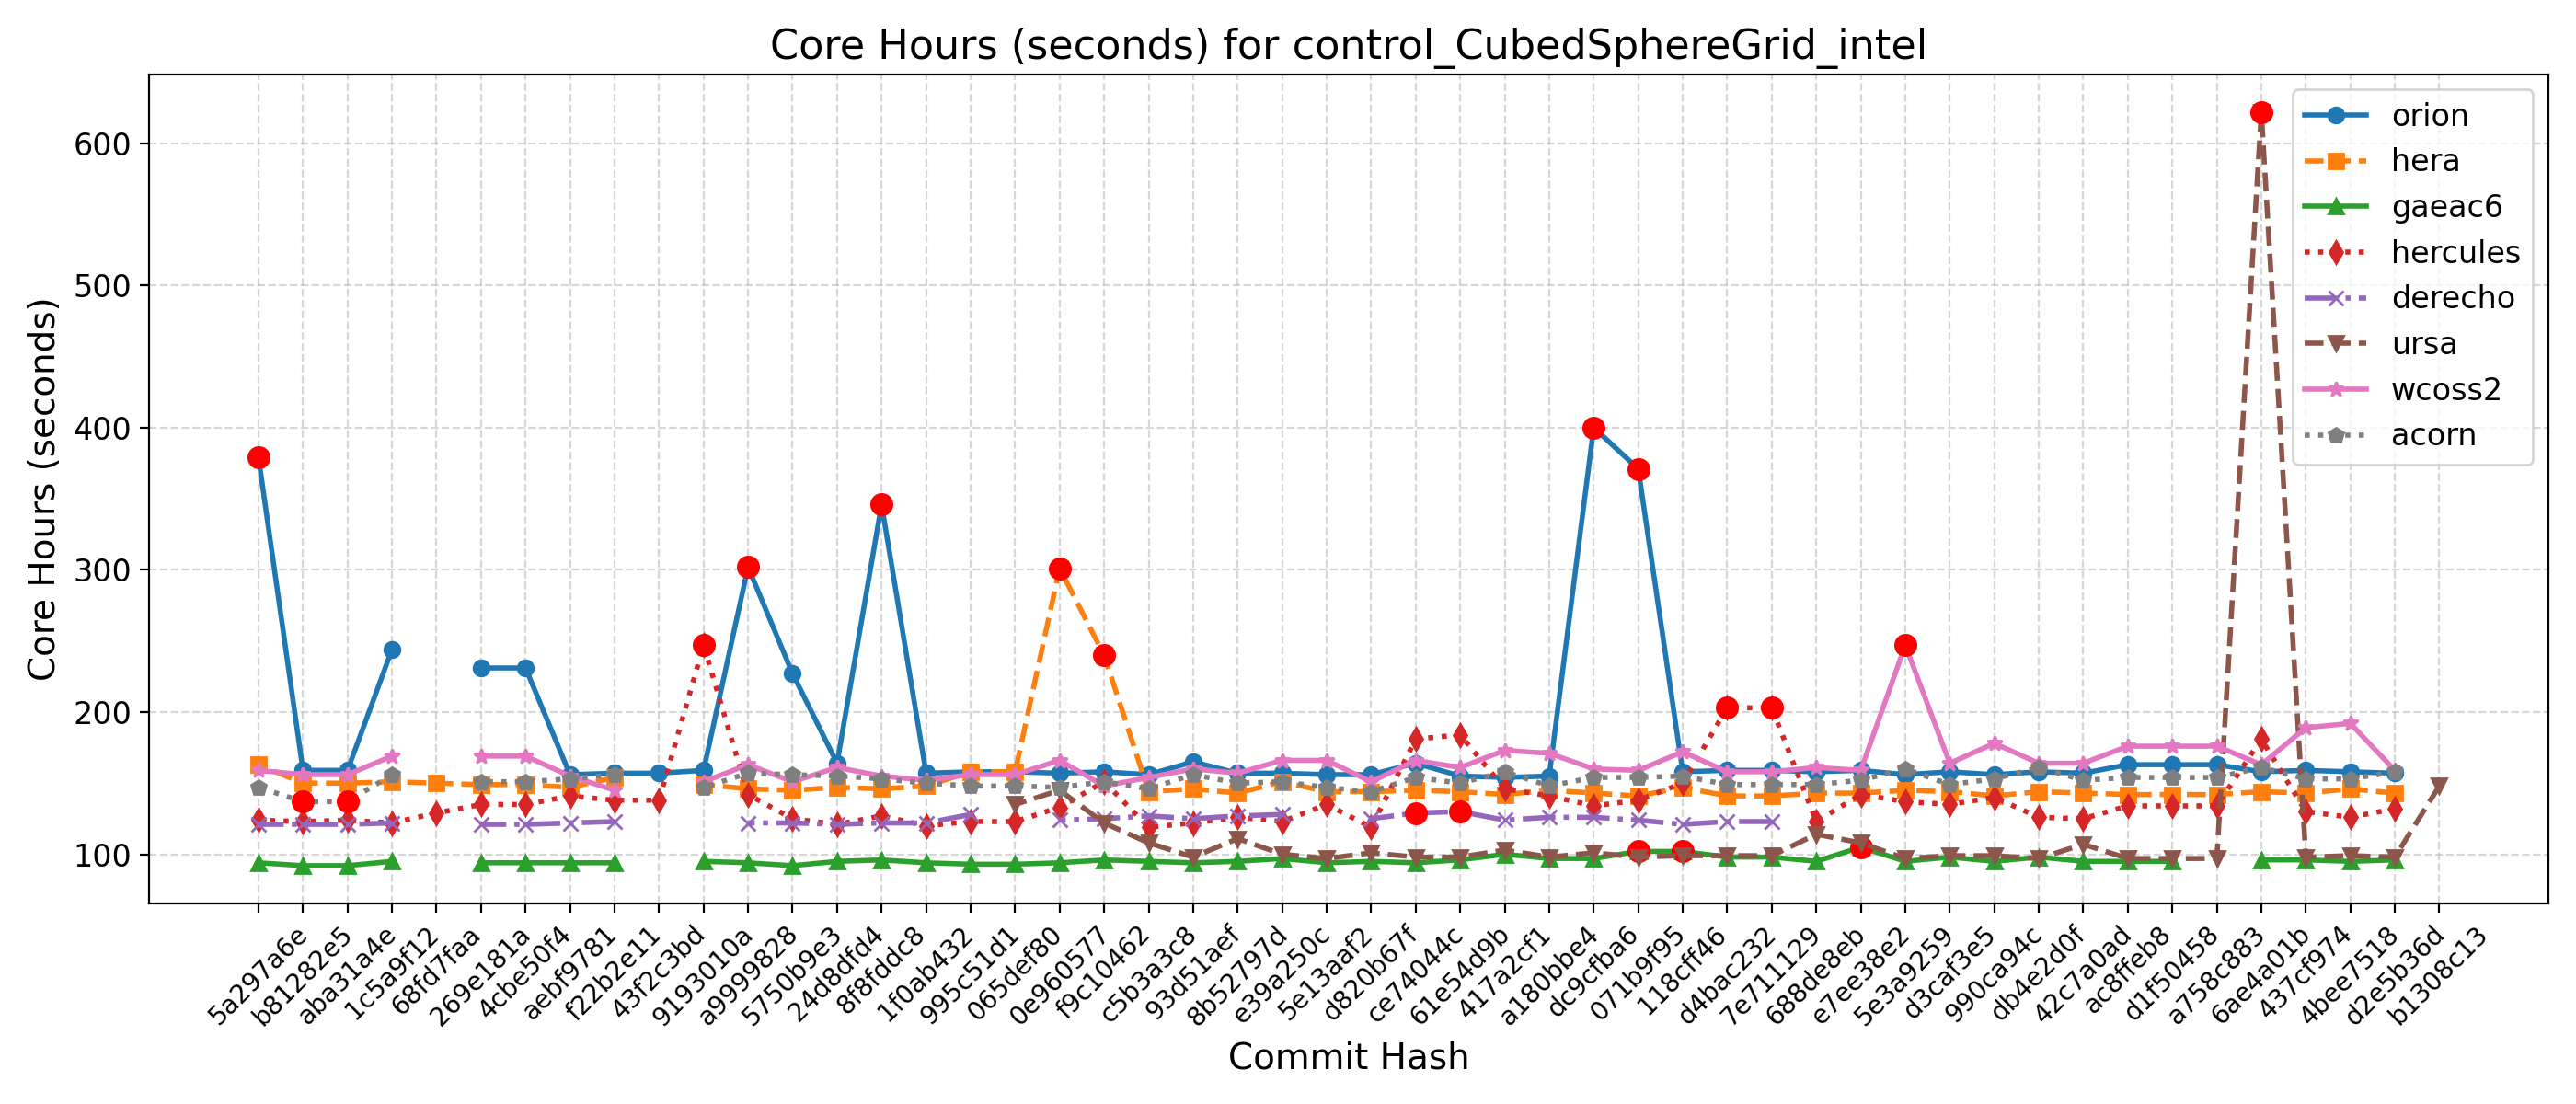 Core Hours (seconds) for control_CubedSphereGrid_intel
Core Hours (seconds)
600
500
400
300
200
100
orion
hera
gaeac6
hercules
derecho
ursa
wcoss2
acorn
5a297a6e
b81282e5
aba31a4e
1c5a9f12
68fd7faa
269e181a
4cbe50f4
aebf9781
f22b2e11
43f2c3bd
9193010a
a9999828
5750b9e3
24d8dfd4
8f8fddc8
1f0ab432
995c51d1
065def80
0e960577
f9c10462
c5b3a3c8
93d51aef
8b52797d
e39a250c
5e13aaf2
d820b67f
ce74044c
61e54d9b
417a2cf1
a180bbe4
dc9cfba6
071b9f95
118cff46
d4bac232
7e711129
688de8eb
e7ee38e2
5e3a9259
d3caf3e5
990ca94c
db4e2d0f
42c7a0ad
ac8ffeb8
d1f50458
a758c883
6ae4a01b
437cf974
4bee7518
d2e5b36d
b1308c13
Commit Hash